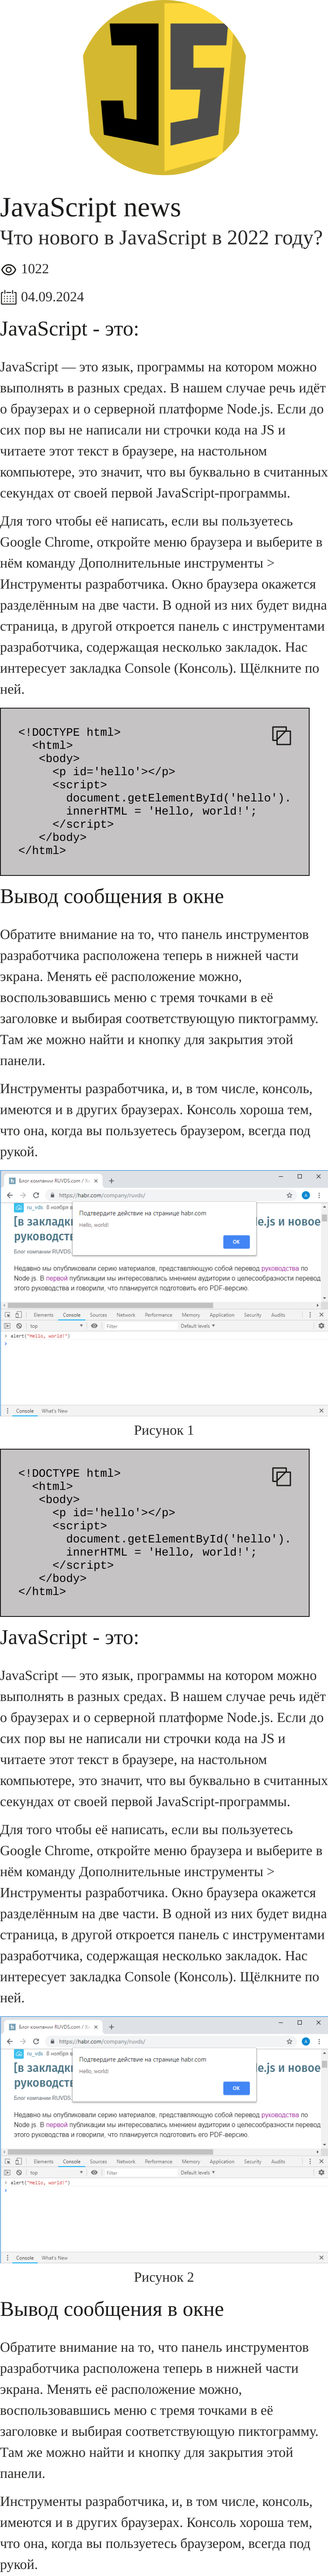 JS
JavaScript news
Что нового в JavaScript в 2022 году?
1022
04.09.2024
JavaScript - это:
JavaScript — это язык, программы на котором можно
выполнять в разных средах. В нашем случае речь идёт
о браузерах и о серверной платформе Node.js. Если до
сих пор вы не написали ни строчки кода на JS и
читаете этот текст в браузере, на настольном
компьютере, это значит, что вы буквально в считанных
секундах от своей первой JavaScript-программы.
Для того чтобы её написать, если вы пользуетесь
Google Chrome, откройте меню браузера и выберите в
нём команду Дополнительные инструменты >
Инструменты разработчика. Окно браузера окажется
разделённым на две части. В одной из них будет видна
страница, в другой откроется панель с инструментами
разработчика, содержащая несколько закладок. Нас
интересует закладка Console (Консоль). Щёлкните по
ней.
<!DOCTYPE html>
<html>
<body>
<p id='hello'></p>
<script>
document.getElementById('hello').
innerHTML = 'Hello, world!';
</script>
</body>
</html>
Вывод сообщения в окне
Обратите внимание на то, что панель инструментов
разработчика расположена теперь в нижней части
экрана. Менять её расположение можно,
воспользовавшись меню с тремя точками в её
заголовке и выбирая соответствующую пиктограмму.
Там же можно найти и кнопку для закрытия этой
панели.
Инструменты разработчика, и, в том числе, консоль,
имеются и в других браузерах. Консоль хороша тем,
что она, когда вы пользуетесь браузером, всегда под
рукой.
Блог компании RUVDS.com / Ха
https://habr.com/company/ruvds/
ru_vds 8 ноября в
Подтвердите действие на странице habr.com
Hello, world!
OK
[в закладки
de.js и новое
руководство
Блог компании RUVDS.
Недавно мы опубликовали серию материалов, представляющую собой перевод руководства по
Node.js. В первой публикации мы интересовались мнением аудитории о целесообразности перевода
этого руководства и говорили, что планируется изготовить его PDF-версию.
Elements Console Sources Network Performance Memory Application Security Audits
top Filter Default levels
alert("Hello, world!")
Console What's New
Рисунок 1
<!DOCTYPE html>
<html>
<body>
<p id='hello'></p>
<script>
document.getElementById('hello').
innerHTML = 'Hello, world!';
</script>
</body>
</html>
JavaScript - это:
JavaScript — это язык, программы на котором можно
выполнять в разных средах. В нашем случае речь идёт
о браузерах и о серверной платформе Node.js. Если до
сих пор вы не написали ни строчки кода на JS и
читаете этот текст в браузере, на настольном
компьютере, это значит, что вы буквально в считанных
секундах от своей первой JavaScript-программы.
Для того чтобы её написать, если вы пользуетесь
Google Chrome, откройте меню браузера и выберите в
нём команду Дополнительные инструменты >
Инструменты разработчика. Окно браузера окажется
разделённым на две части. В одной из них будет видна
страница, в другой откроется панель с инструментами
разработчика, содержащая несколько закладок. Нас
интересует закладка Console (Консоль). Щёлкните по
ней.
Блог компании RUVDS.com / Ха
https://habr.com/company/ruvds/
ru_vds 8 ноября в
Подтвердите действие на странице habr.com
Hello, world!
OK
[в закладки
de.js и новое
руководство
Блог компании RUVDS.
Недавно мы опубликовали серию материалов, представляющую собой перевод руководства по
Node.js. В первой публикации мы интересовались мнением аудитории о целесообразности перевода
этого руководства и говорили, что планируется изготовить его PDF-версию.
Elements Console Sources Network Performance Memory Application Security Audits
top Filter Default levels
alert("Hello, world!")
Console What's New
Рисунок 2
Вывод сообщения в окне
Обратите внимание на то, что панель инструментов
разработчика расположена теперь в нижней части
экрана. Менять её расположение можно,
воспользовавшись меню с тремя точками в её
заголовке и выбирая соответствующую пиктограмму.
Там же можно найти и кнопку для закрытия этой
панели.
Инструменты разработчика, и, в том числе, консоль,
имеются и в других браузерах. Консоль хороша тем,
что она, когда вы пользуетесь браузером, всегда под
рукой.